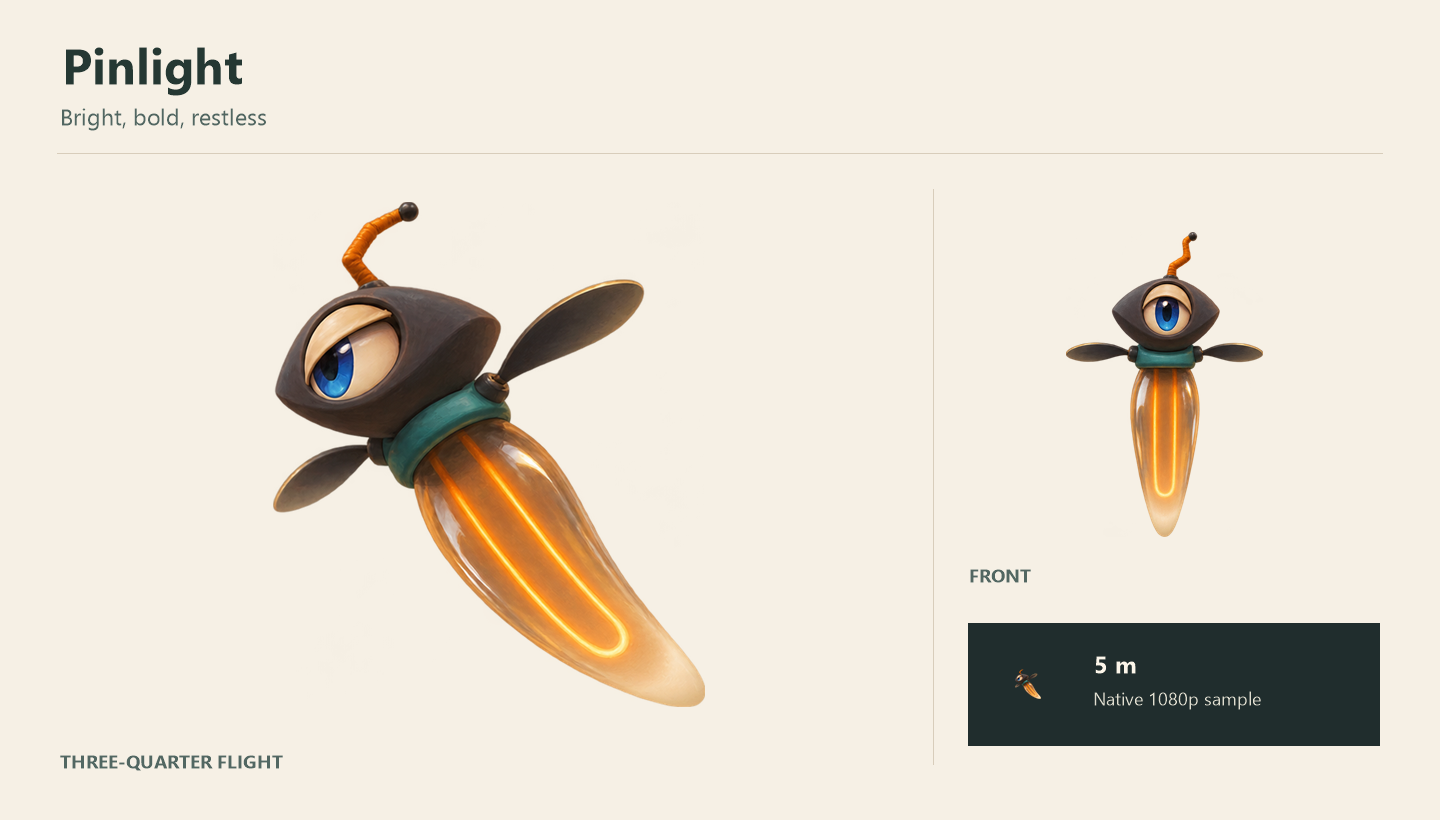 Pinlight
Bright, bold, restless
THREE-QUARTER FLIGHT
FRONT
5 m
Native 1080p sample